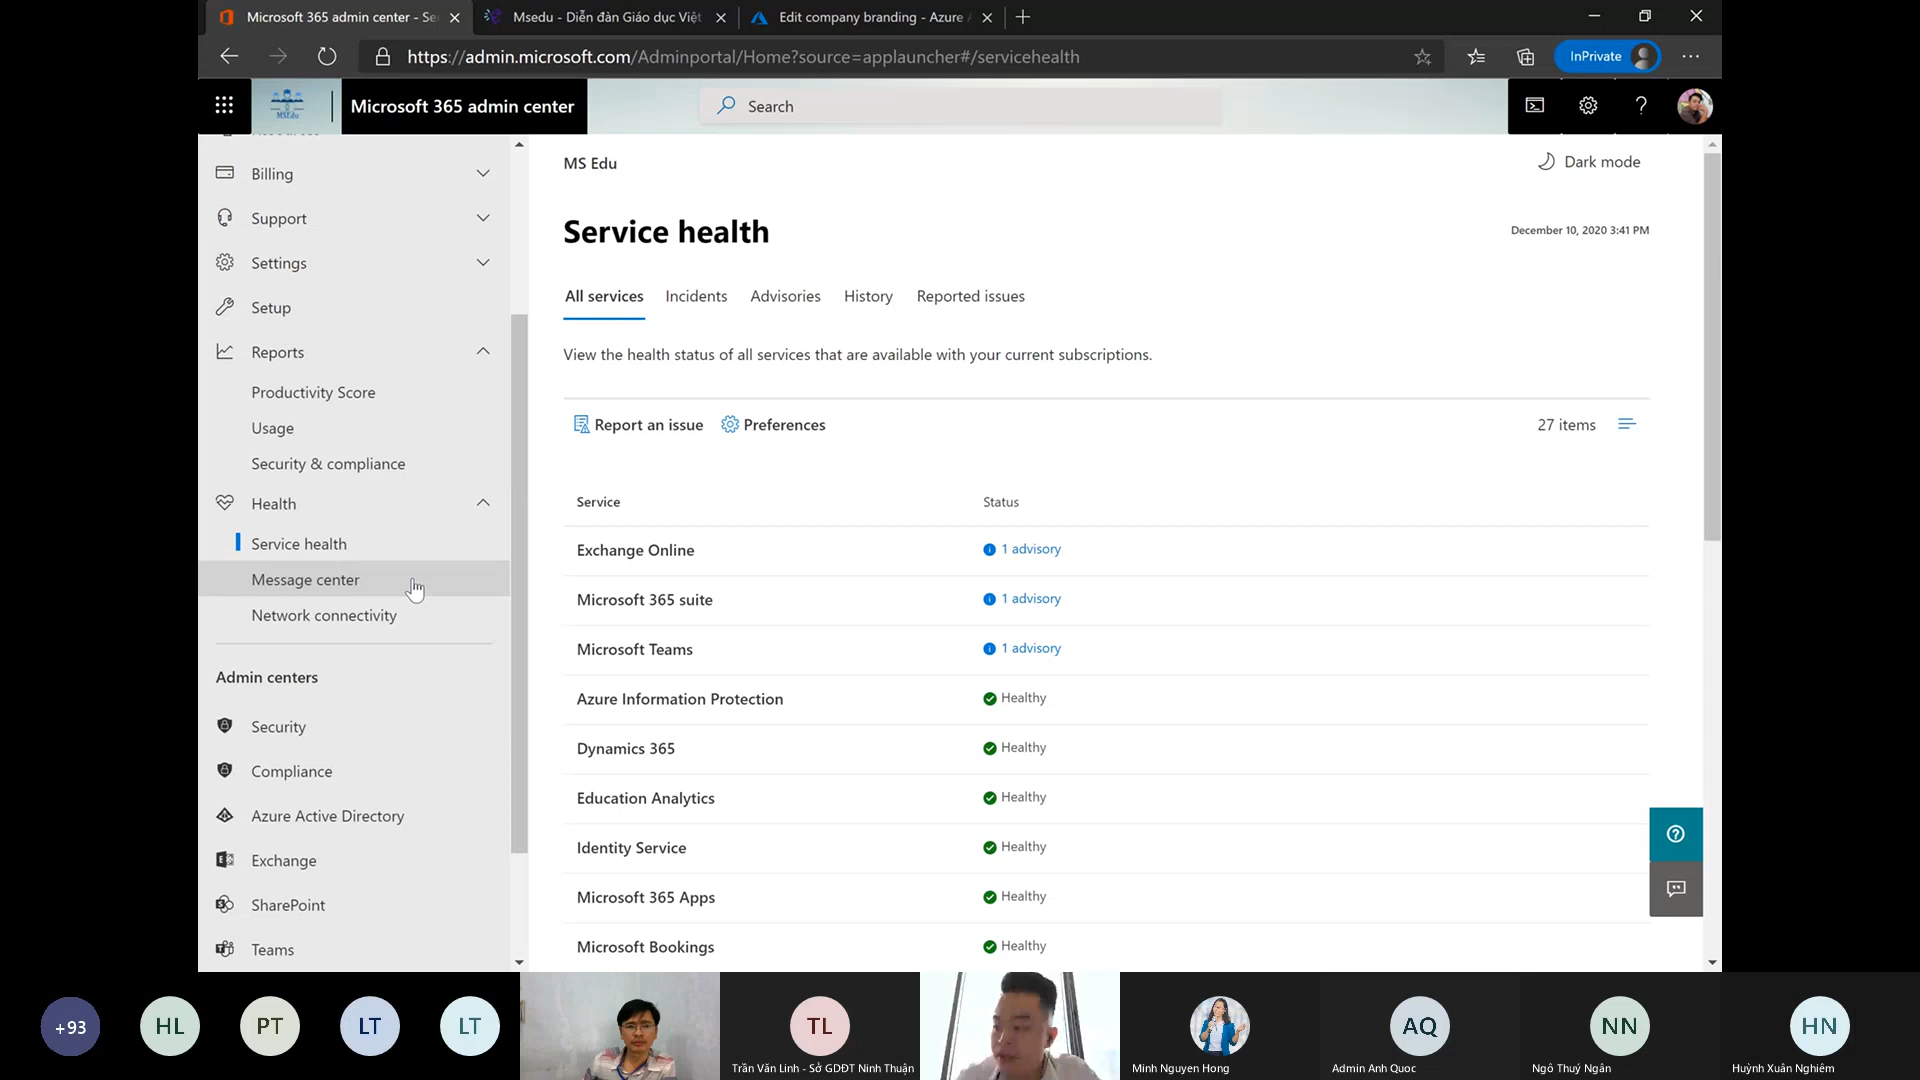 Microsoft 365 admin center - Se
Msedu - Diễn đàn Giáo dục Việt
Edit company branding - Azure A
https://admin.microsoft.com/Adminportal/Home?source=applauncher#/servicehealth
InPrivate
MSEdu
Microsoft 365 admin center
Search
Billing
Support
Settings
Setup
Reports
Productivity Score
Usage
Security & compliance
Health
Service health
Message center
Network connectivity
Admin centers
Security
Compliance
Azure Active Directory
Exchange
SharePoint
Teams
MS Edu
Dark mode
Service health
December 10, 2020 3:41 PM
All services Incidents Advisories History Reported issues
View the health status of all services that are available with your current subscriptions.
Report an issue Preferences
27 items
Service Status
Exchange Online 1 advisory
Microsoft 365 suite 1 advisory
Microsoft Teams 1 advisory
Azure Information Protection Healthy
Dynamics 365 Healthy
Education Analytics Healthy
Identity Service Healthy
Microsoft 365 Apps Healthy
Microsoft Bookings Healthy
+93
HL
PT
LT
LT
TL
Trần Văn Linh - Sở GDĐT Ninh Thuận
Minh Nguyen Hong
AQ
Admin Anh Quoc
NN
Ngô Thuý Ngân
HN
Huỳnh Xuân Nghiêm